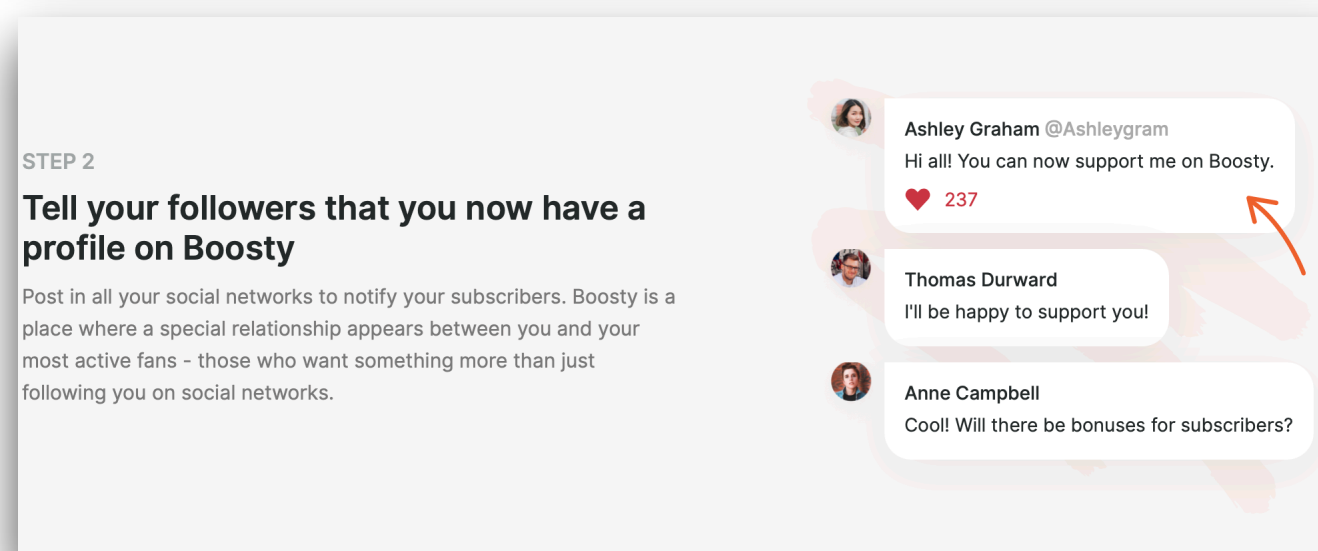 STEP 2
Tell your followers that you now have a
profile on Boosty
Post in all your social networks to notify your subscribers. Boosty is a
place where a special relationship appears between you and your
most active fans - those who want something more than just
following you on social networks.
Ashley Graham @Ashleygram
Hi all! You can now support me on Boosty.
237
Thomas Durward
I'll be happy to support you!
Anne Campbell
Cool! Will there be bonuses for subscribers?